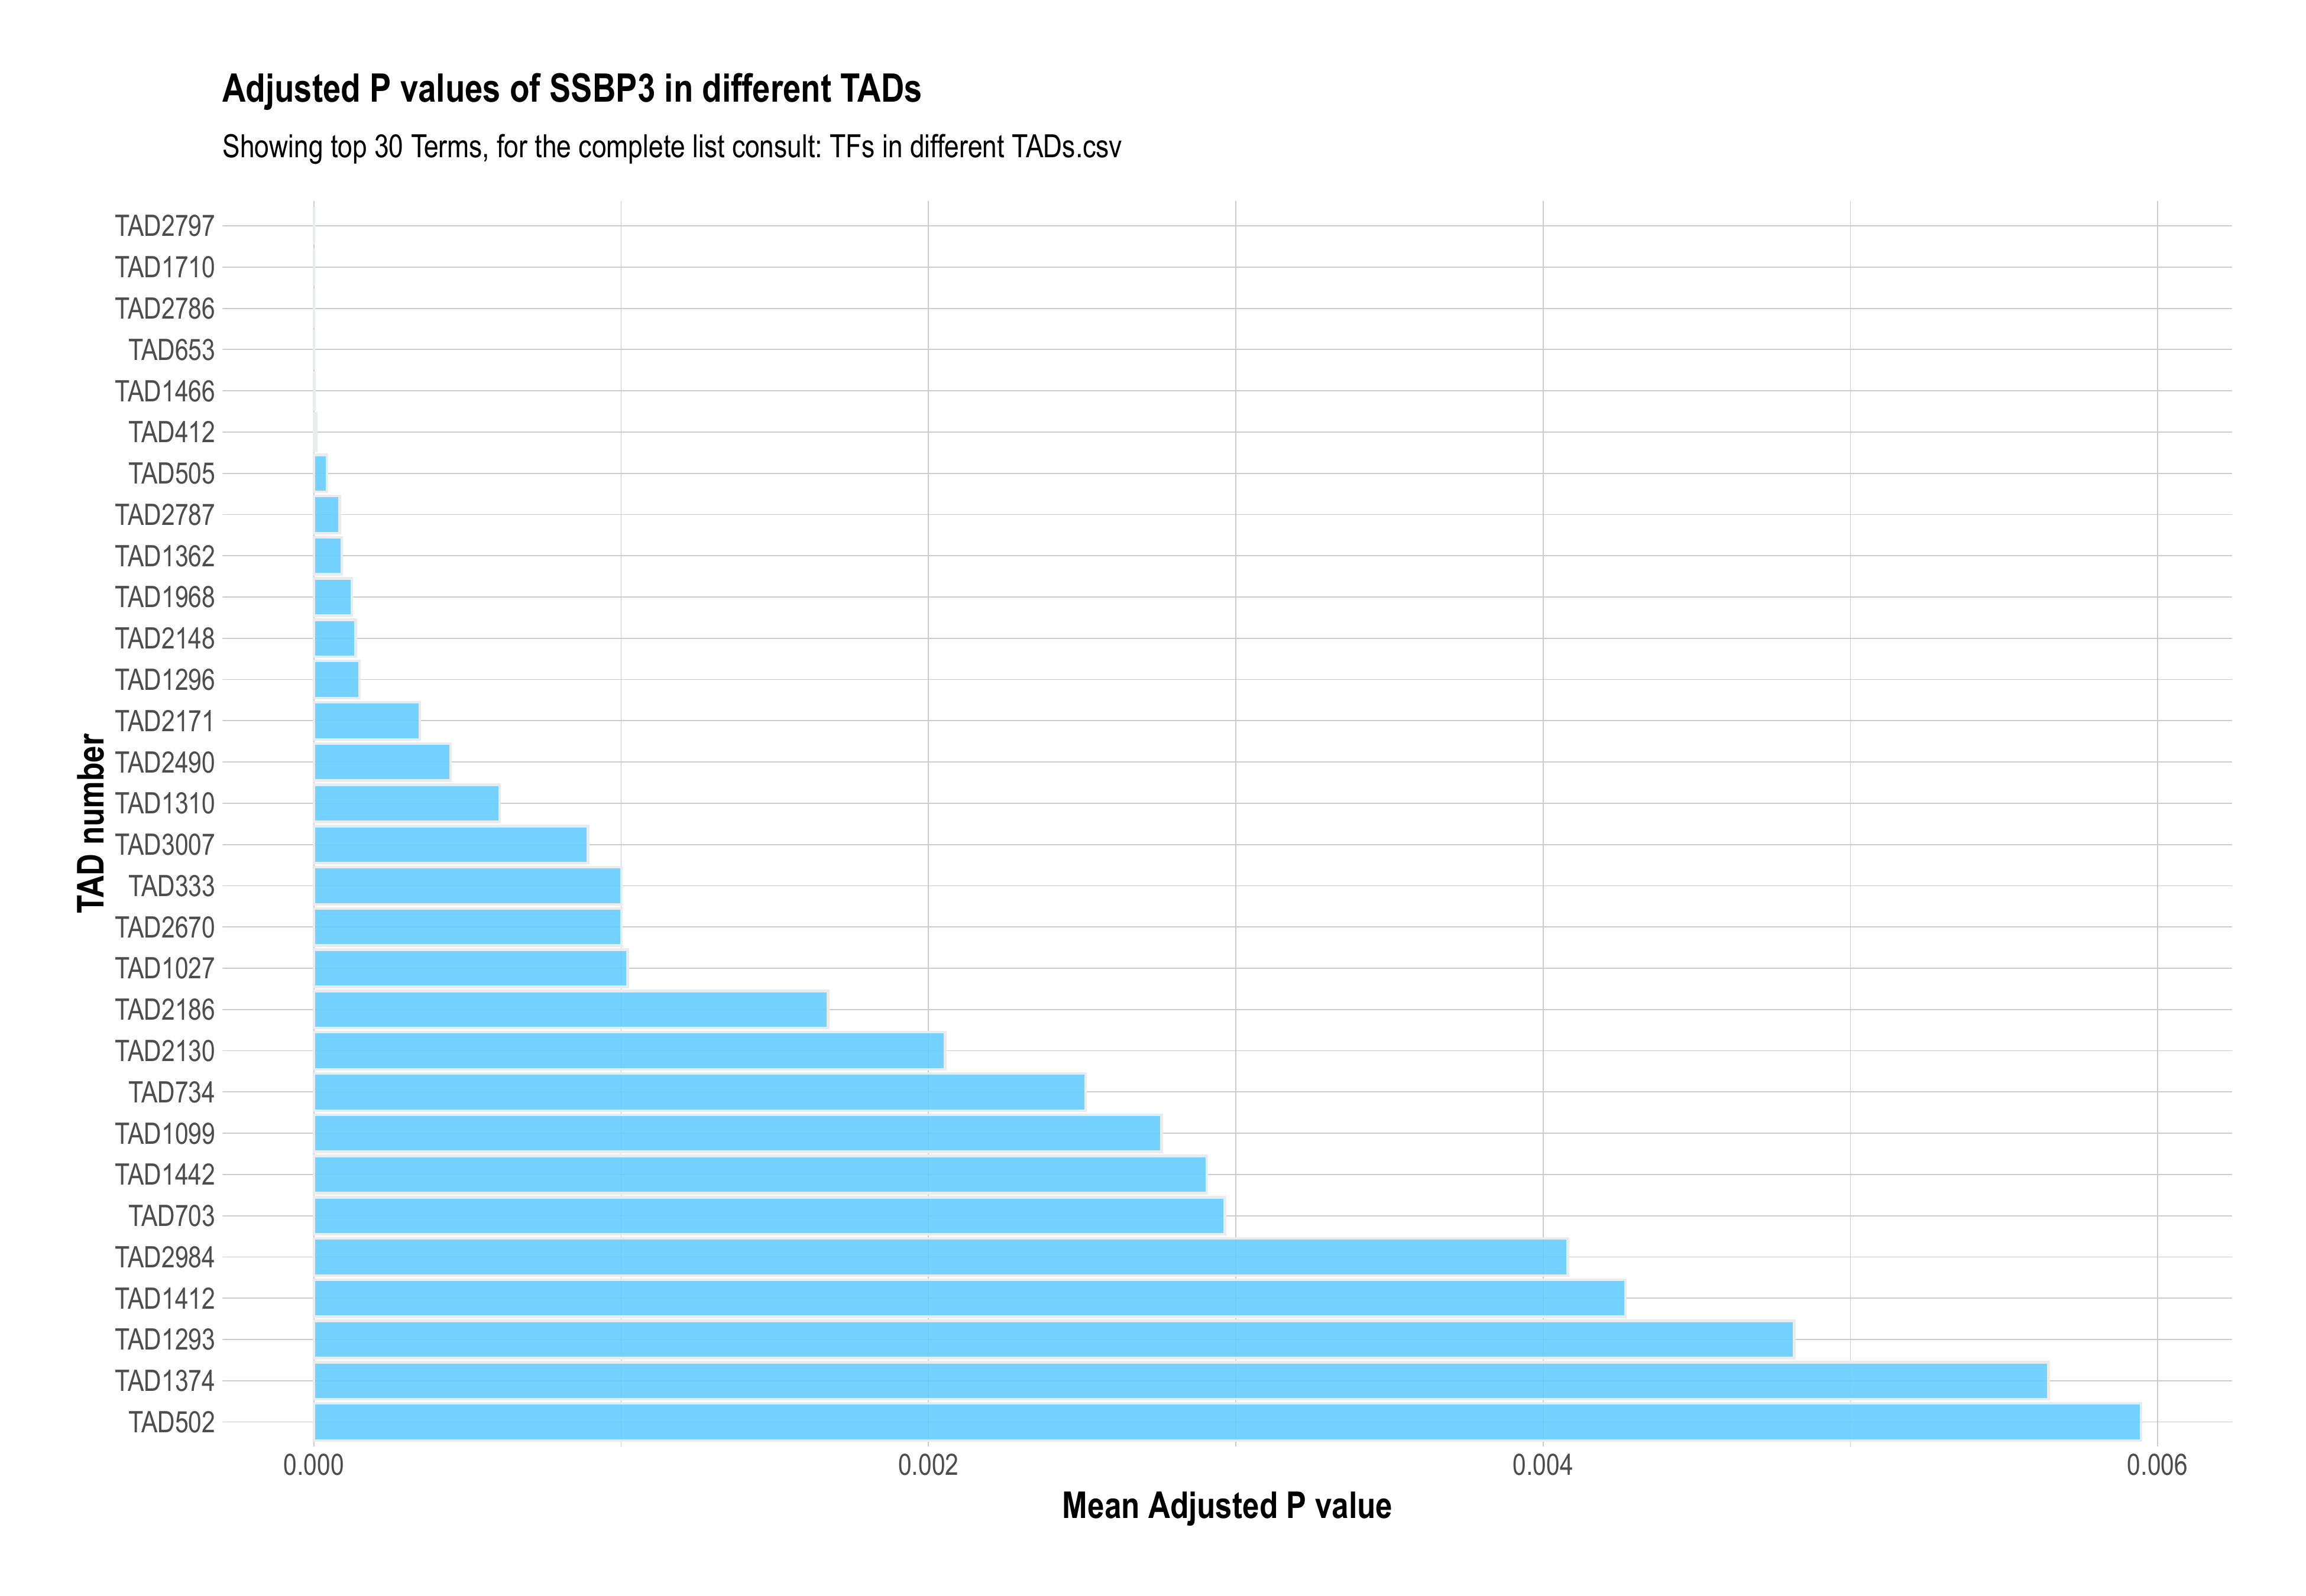 Adjusted P values of SSBP3 in different TADs
Showing top 30 Terms, for the complete list consult: TFs in different TADs.csv
TAD number
TAD2797
TAD1710
TAD2786
TAD653
TAD1466
TAD412
TAD505
TAD2787
TAD1362
TAD1968
TAD2148
TAD1296
TAD2171
TAD2490
TAD1310
TAD3007
TAD333
TAD2670
TAD1027
TAD2186
TAD2130
TAD734
TAD1099
TAD1442
TAD703
TAD2984
TAD1412
TAD1293
TAD1374
TAD502
0.000 0.002 0.004 0.006
Mean Adjusted P value